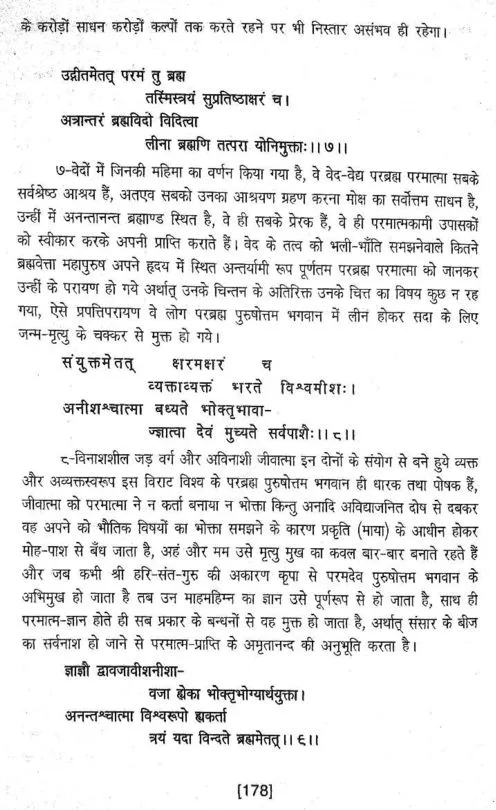 के करोड़ों साधन करोड़ों कल्पों तक करते रहने पर भी निस्तार असंभव ही रहेगा।
उद्गीतमेतत् परमं तु ब्रह्म
तस्मिंस्त्रयं सुप्रतिष्ठाक्षरं च।
अत्रान्तरं ब्रह्मविदो विदित्वा
लीना ब्रह्मणि तत्परा योनिमुक्ताः।।७।।
७-वेदों में जिनकी महिमा का वर्णन किया गया है, वे वेद-वेद्य परब्रह्म परमात्मा सबके
सर्वश्रेष्ठ आश्रय हैं, अतएव सबको उनका आश्रयण ग्रहण करना मोक्ष का सर्वोत्तम साधन है,
उन्हीं में अनन्तानन्त ब्रह्माण्ड स्थित है, वे ही सबके प्रेरक हैं, वे ही परमात्मकामी उपासकों
को स्वीकार करके अपनी प्राप्ति कराते हैं। वेद के तत्व को भली-भाँति समझनेवाले कितने
ब्रह्मवेत्ता महापुरुष अपने हृदय में स्थित अन्तर्यामी रूप पूर्णतम परब्रह्म परमात्मा को जानकर
उन्हीं के परायण हो गये अर्थात् उनके चिन्तन के अतिरिक्त उनके चित्त का विषय कुछ न रह
गया, ऐसे प्रपत्तिपरायण वे लोग परब्रह्म पुरुषोत्तम भगवान में लीन होकर सदा के लिए
जन्म-मृत्यु के चक्कर से मुक्त हो गये।
संयुक्तमेतत् क्षरमक्षरं च
व्यक्ताव्यक्तं भरते विश्वमीशः।
अनीशश्चात्मा बध्यते भोक्तृभावा-
ज्ज्ञात्वा देवं मुच्यते सर्वपाशैः।।८।।
८-विनाशशील जड़ वर्ग और अविनाशी जीवात्मा इन दोनों के संयोग से बने हुये व्यक्त
और अव्यक्तस्वरूप इस विराट विश्व के परब्रह्म पुरुषोत्तम भगवान ही धारक तथा पोषक हैं,
जीवात्मा को परमात्मा ने न कर्ता बनाया न भोक्ता किन्तु अनादि अविद्याजनित दोष से दबकर
वह अपने को भौतिक विषयों का भोक्ता समझने के कारण प्रकृति (माया) के आधीन होकर
मोह-पाश से बँध जाता है, अहं और मम उसे मृत्यु मुख का कवल बार-बार बनाते रहते हैं
और जब कभी श्री हरि-संत-गुरु की अकारण कृपा से परमदेव पुरुषोत्तम भगवान के
अभिमुख हो जाता है तब उन माहमहिम्न का ज्ञान उसे पूर्णरूप से हो जाता है, साथ ही
परमात्म-ज्ञान होते ही सब प्रकार के बन्धनों से वह मुक्त हो जाता है, अर्थात् संसार के बीज
का सर्वनाश हो जाने से परमात्म-प्राप्ति के अमृतानन्द की अनुभूति करता है।
ज्ञाज्ञौ द्वावजावीशनीशा-
वजा ह्येका भोक्तृभोग्यार्थयुक्ता।
अनन्तश्चात्मा विश्वरूपो ह्यकर्ता
त्रयं यदा विन्दते ब्रह्ममेतत्।।९।।
[178]